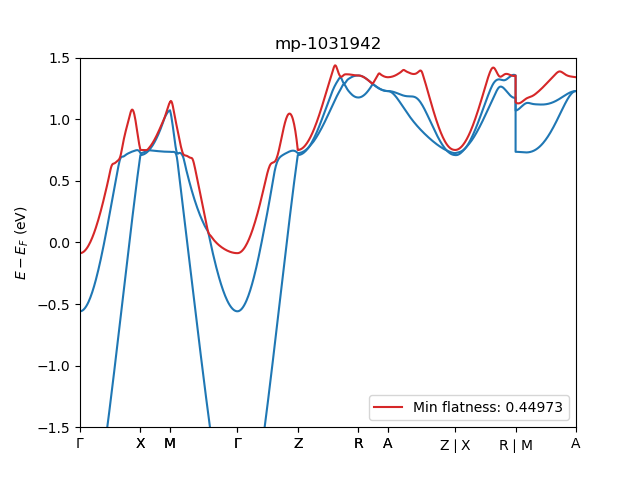 mp-1031942
E − E_F (eV)
1.5
1.0
0.5
0.0
−0.5
−1.0
−1.5
Min flatness: 0.44973
Γ X M Γ Z R A Z | X R | M A